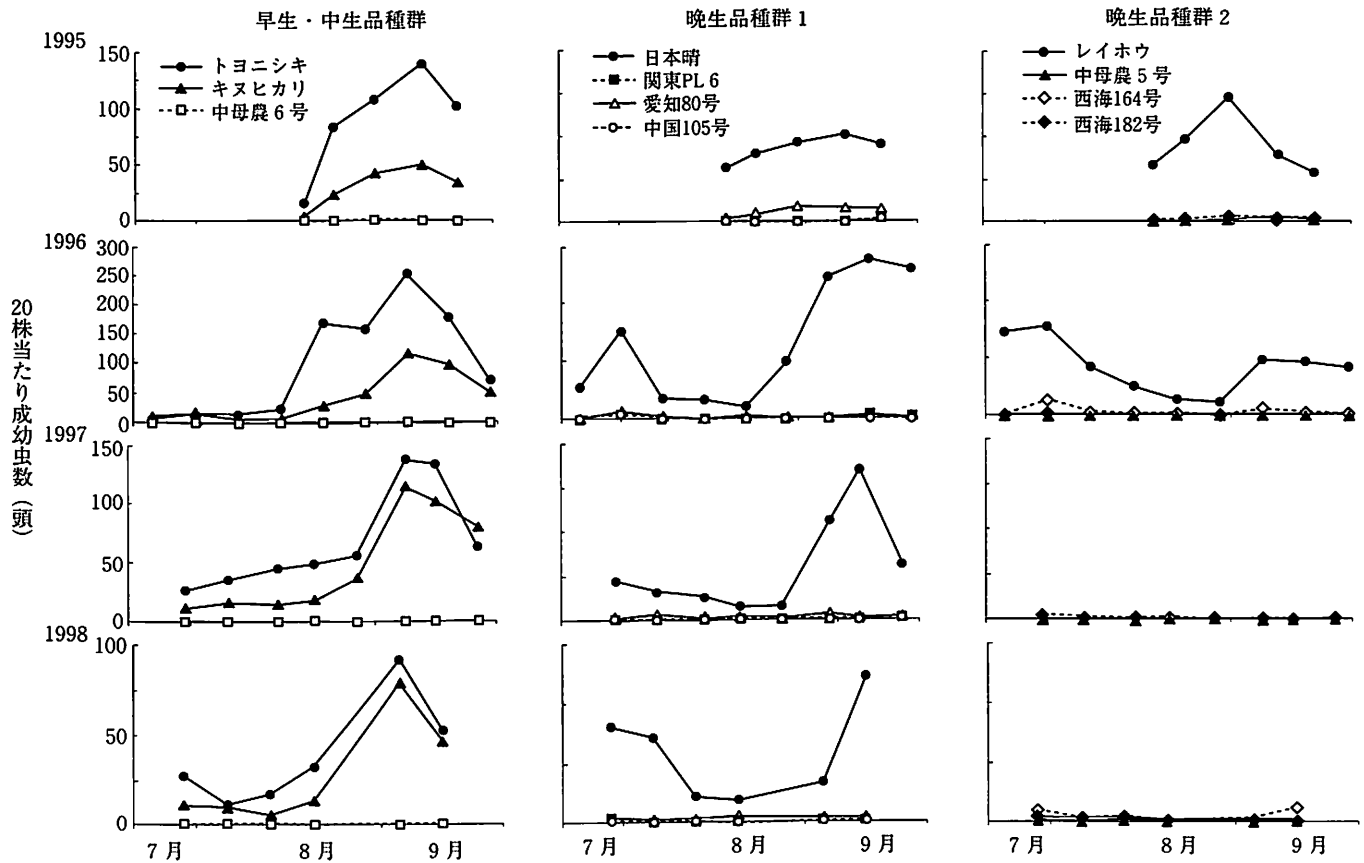 早生・中生品種群
晩生品種群 1
晩生品種群 2
1995
150
100
50
0
トヨニシキ
キヌヒカリ
中母農 6 号
日本晴
関東PL 6
愛知80号
中国105号
レイホウ
中母農 5 号
西海164号
西海182号
1996
300
250
200
150
100
50
0
20株当たり成幼虫数（頭）
1997
150
100
50
0
1998
100
50
0
7 月
8 月
9 月
7 月
8 月
9 月
7 月
8 月
9 月